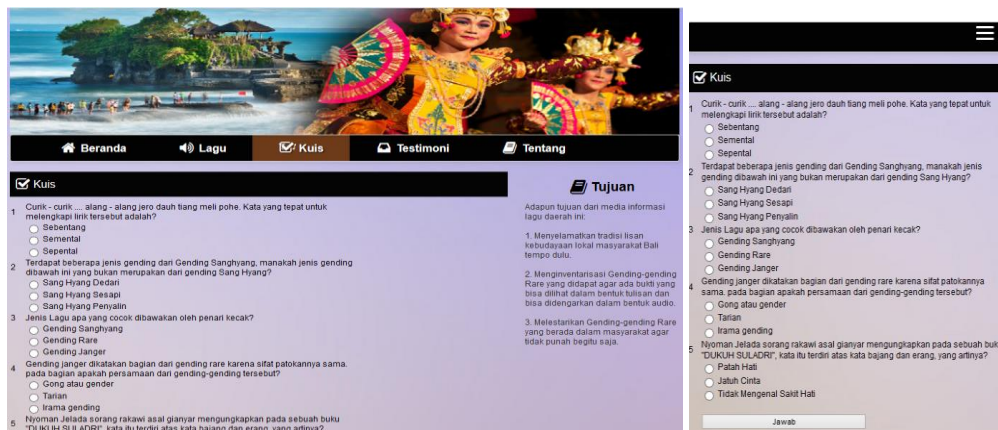 Beranda
Lagu
Kuis
Testimoni
Tentang
Kuis
1 Curik - curik .... alang - alang jero dauh tiang meli pohe. Kata yang tepat untuk
melengkapi lirik tersebut adalah?
Sebentang
Semental
Sepental
2 Terdapat beberapa jenis gending dari Gending Sanghyang, manakah jenis gending
dibawah ini yang bukan merupakan dari gending Sang Hyang?
Sang Hyang Dedari
Sang Hyang Sesapi
Sang Hyang Penyalin
3 Jenis Lagu apa yang cocok dibawakan oleh penari kecak?
Gending Sanghyang
Gending Rare
Gending Janger
4 Gending janger dikatakan bagian dari gending rare karena sifat patokannya sama.
pada bagian apakah persamaan dari gending-gending tersebut?
Gong atau gender
Tarian
Irama gending
5 Nyoman Jelada sorang rakawi asal gianyar mengungkapkan pada sebuah buku
"DUKUH SULADRI", kata itu terdiri atas kata bajang dan erang, yang artinya?
Tujuan
Adapun tujuan dari media informasi
lagu daerah ini:
1. Menyelamatkan tradisi lisan
kebudayaan lokal masyarakat Bali
tempo dulu.
2. Menginventarisasi Gending-gending
Rare yang didapat agar ada bukti yang
bisa dilihat dalam bentuk tulisan dan
bisa didengarkan dalam bentuk audio.
3. Melestarikan Gending-gending Rare
yang berada dalam masyarakat agar
tidak punah begitu saja.
Kuis
1 Curik - curik .... alang - alang jero dauh tiang meli pohe. Kata yang tepat untuk
melengkapi lirik tersebut adalah?
Sebentang
Semental
Sepental
2 Terdapat beberapa jenis gending dari Gending Sanghyang, manakah jenis
gending dibawah ini yang bukan merupakan dari gending Sang Hyang?
Sang Hyang Dedari
Sang Hyang Sesapi
Sang Hyang Penyalin
3 Jenis Lagu apa yang cocok dibawakan oleh penari kecak?
Gending Sanghyang
Gending Rare
Gending Janger
4 Gending janger dikatakan bagian dari gending rare karena sifat patokannya
sama. pada bagian apakah persamaan dari gending-gending tersebut?
Gong atau gender
Tarian
Irama gending
5 Nyoman Jelada sorang rakawi asal gianyar mengungkapkan pada sebuah buk
"DUKUH SULADRI", kata itu terdiri atas kata bajang dan erang, yang artinya?
Patah Hati
Jatuh Cinta
Tidak Mengenal Sakit Hati
Jawab